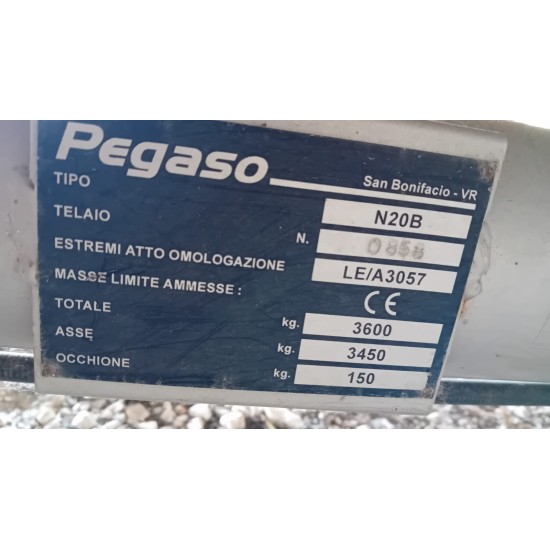 Pegaso
San Bonifacio - VR
TIPO N20B
TELAIO N. 0858
ESTREMI ATTO OMOLOGAZIONE LE/A3057
MASSE LIMITE AMMESSE : CE
TOTALE kg. 3600
ASSE kg. 3450
OCCHIONE kg. 150